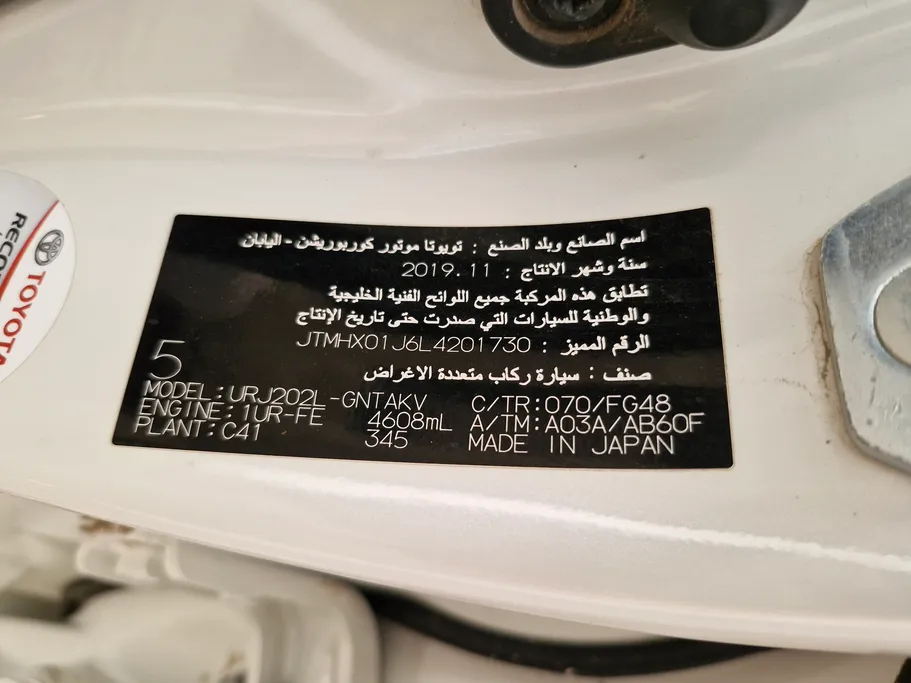 اسم الصانع وبلد الصنع : تويوتا موتور كوربوريشن - اليابان
سنة وشهر الانتاج : 2019.11
تطابق هذه المركبة جميع اللوائح الفنية الخليجية
والوطنية للسيارات التي صدرت حتى تاريخ الإنتاج
الرقم المميز : JTMHX01J6L4201730
صنف : سيارة ركاب متعددة الاغراض
5
MODEL:URJ202L-GNTAKV C/TR:070/FG48
ENGINE:1UR-FE 4608mL A/TM:A03A/AB60F
PLANT:C41 345 MADE IN JAPAN
TOYOTA